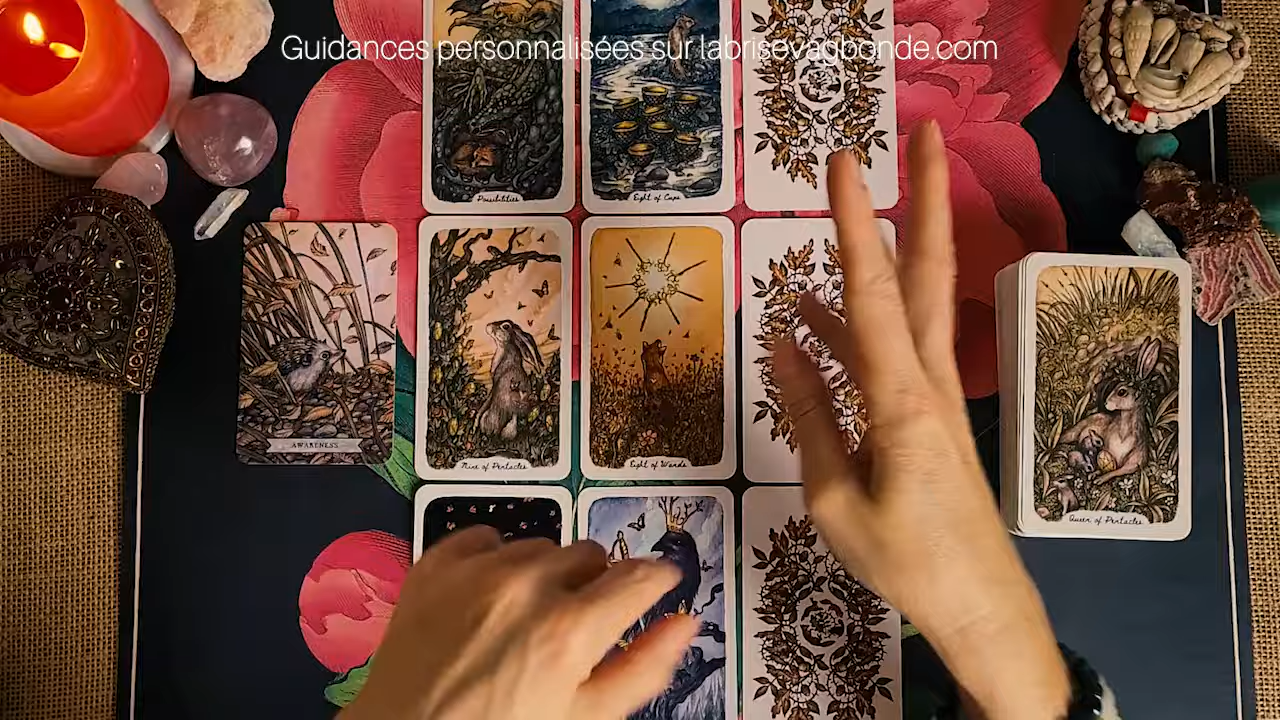 Guidances personnalisées sur labrisevagbonde.com
Possibilities
Eight of Cups
AWARENESS
Nine of Pentacles
Eight of Wands
Queen of Pentacles